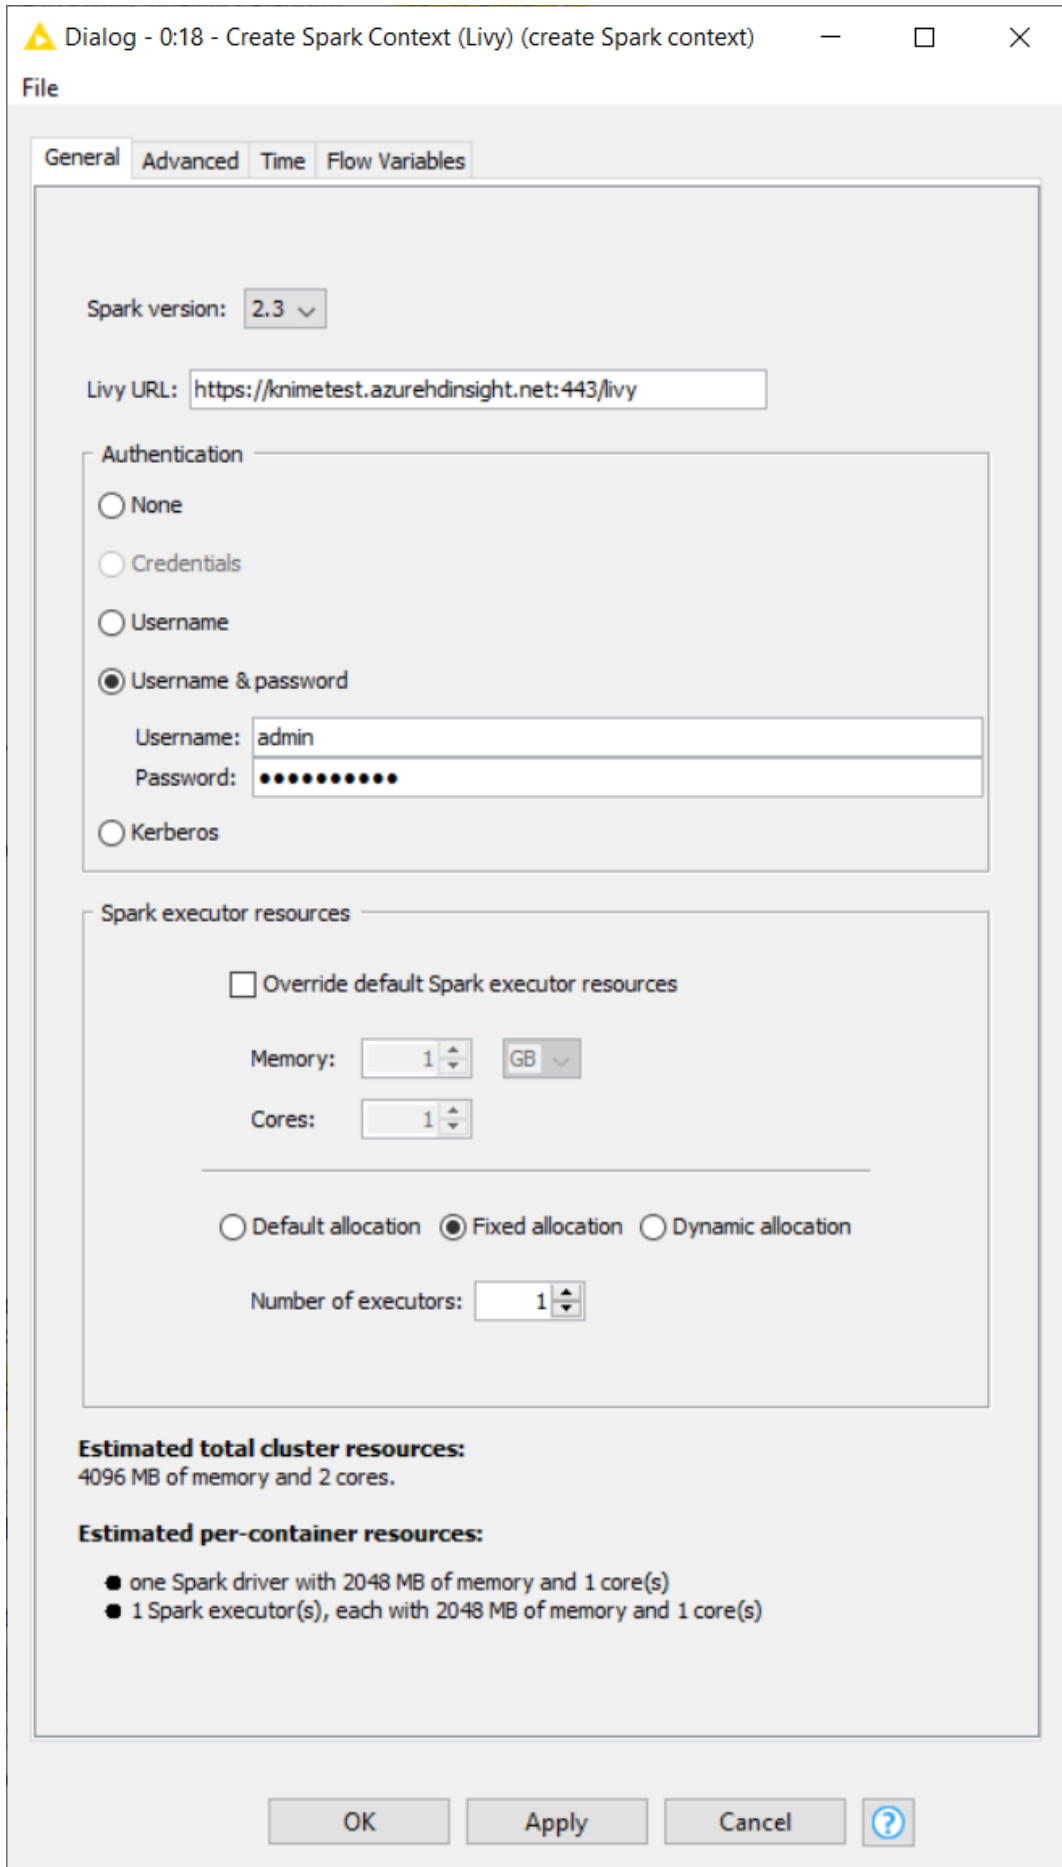 Dialog - 0:18 - Create Spark Context (Livy) (create Spark context)
File
General Advanced Time Flow Variables
Spark version: 2.3
Livy URL: https://knimetest.azurehdinsight.net:443/livy
Authentication
None
Credentials
Username
Username & password
Username: admin
Password: ●●●●●●●●●●
Kerberos
Spark executor resources
Override default Spark executor resources
Memory: 1 GB
Cores: 1
Default allocation Fixed allocation Dynamic allocation
Number of executors: 1
Estimated total cluster resources:
4096 MB of memory and 2 cores.
Estimated per-container resources:
● one Spark driver with 2048 MB of memory and 1 core(s)
● 1 Spark executor(s), each with 2048 MB of memory and 1 core(s)
OK Apply Cancel ?